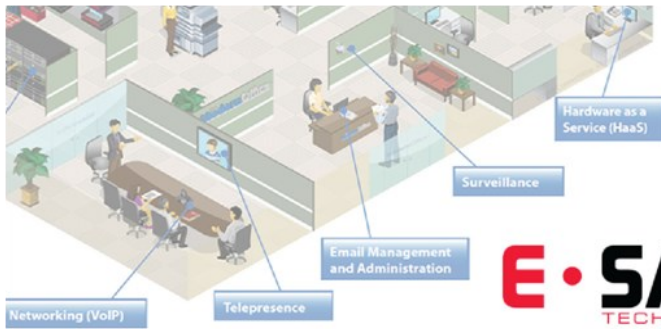 Hardware as a
Service (HaaS)
Surveillance
Email Management
and Administration
Telepresence
Networking (VoIP)
E • SA
TECH